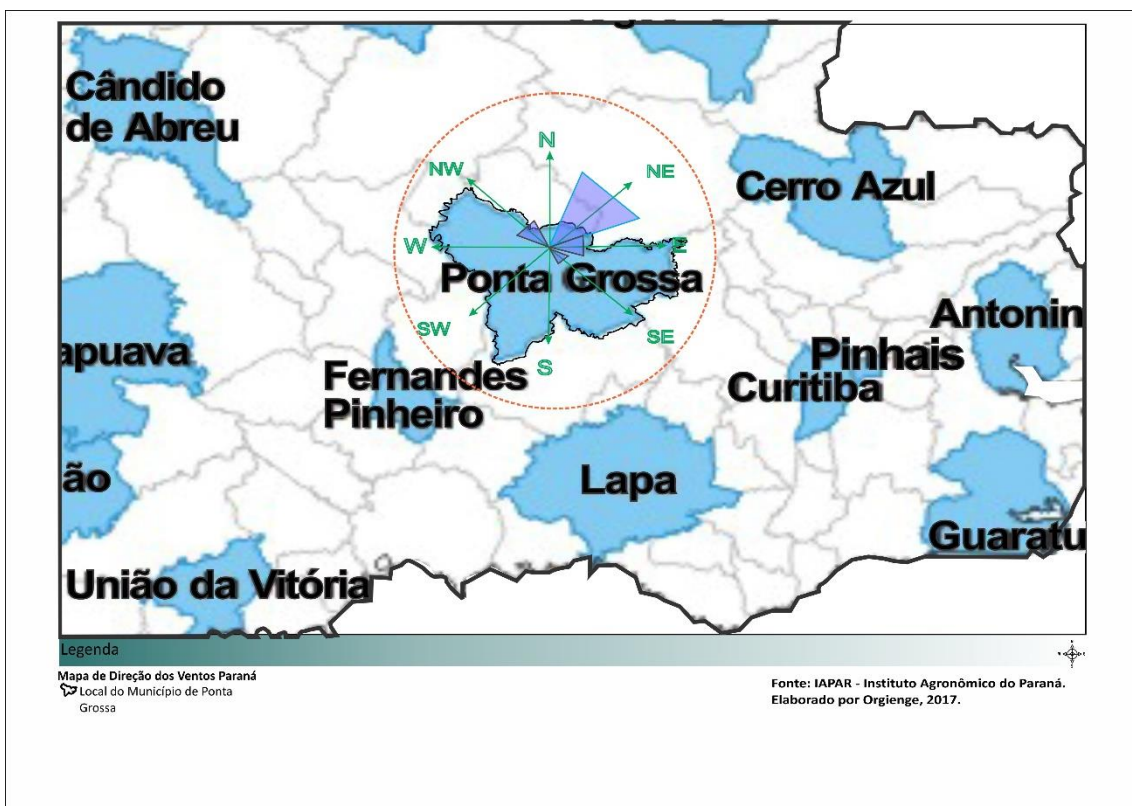 Cândido
de Abreu
N
NW
NE
Cerro Azul
W
E
Ponta Grossa
Antonin
SW
SE
apuava
Pinhais
S
Fernandes
Pinheiro
Curitiba
Lapa
ão
Guaratu
União da Vitória
Legenda
Mapa de Direção dos Ventos Paraná
Local do Município de Ponta
Grossa
Fonte: IAPAR - Instituto Agronômico do Paraná.
Elaborado por Orgienge, 2017.